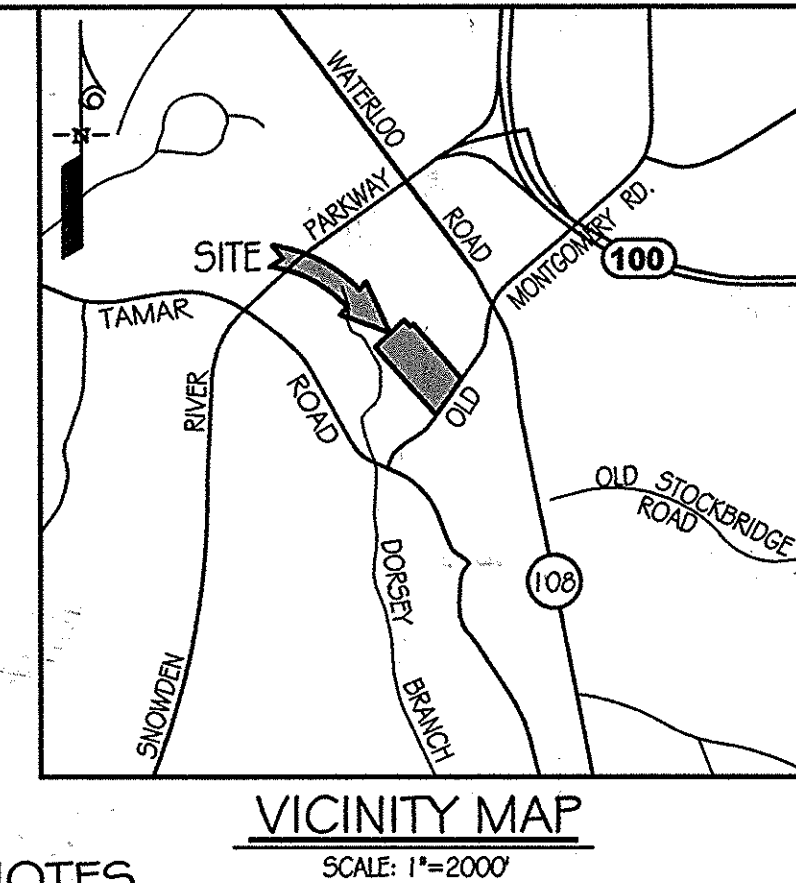 WATERLOO
ROAD
N
PARKWAY
MONTGOMERY RD.
100
SITE
TAMAR
ROAD
RIVER
OLD
OLD STOCKBRIDGE
ROAD
108
DORSEY
BRANCH
SNOWDEN
VICINITY MAP
SCALE: 1"=2000'
NOTES